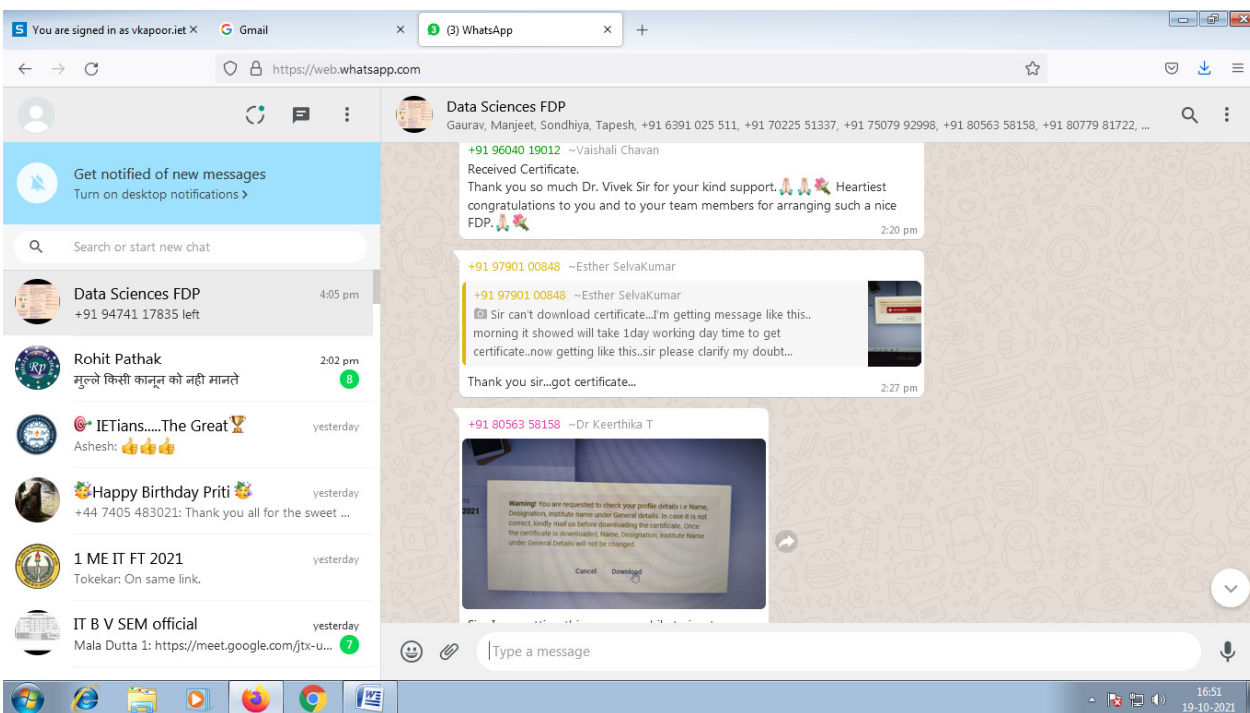 You are signed in as vkapoor.iet
Gmail
(3) WhatsApp
https://web.whatsapp.com
Data Sciences FDP
Gaurav, Manjeet, Sondhiya, Tapesh, +91 6391 025 511, +91 70225 51337, +91 75079 92998, +91 80563 58158, +91 80779 81722, ...
Get notified of new messages
Turn on desktop notifications >
Search or start new chat
Data Sciences FDP 4:05 pm
+91 94741 17835 left
Rohit Pathak 2:02 pm
मुल्ले किसी कानून को नही मानते 8
🎯 IETians.....The Great🏆 yesterday
Ashesh: 👍👍👍
🥳Happy Birthday Priti 🥳 yesterday
+44 7405 483021: Thank you all for the sweet ...
1 ME IT FT 2021 yesterday
Tokekar: On same link.
IT B V SEM official yesterday
Mala Dutta 1: https://meet.google.com/jtx-u... 7
+91 96040 19012 ~Vaishali Chavan
Received Certificate.
Thank you so much Dr. Vivek Sir for your kind support.🙏🏻🙏🏻💐 Heartiest
congratulations to you and to your team members for arranging such a nice
FDP.🙏🏻💐
2:20 pm
+91 97901 00848 ~Esther SelvaKumar
+91 97901 00848 ~Esther SelvaKumar
📷 Sir can't download certificate...I'm getting message like this..
morning it showed will take 1day working day time to get
certificate..now getting like this..sir please clarify my doubt...
Thank you sir...got certificate...
2:27 pm
+91 80563 58158 ~Dr Keerthika T
2021
Warning! You are requested to check your profile details i.e Name,
Designation, Institute name under General details. In case it is not
correct, kindly mail us before downloading the certificate. Once
the certificate is downloaded, Name, Designation, Institute Name
under General Details will not be changed.
Cancel Download
Type a message
16:51
19-10-2021